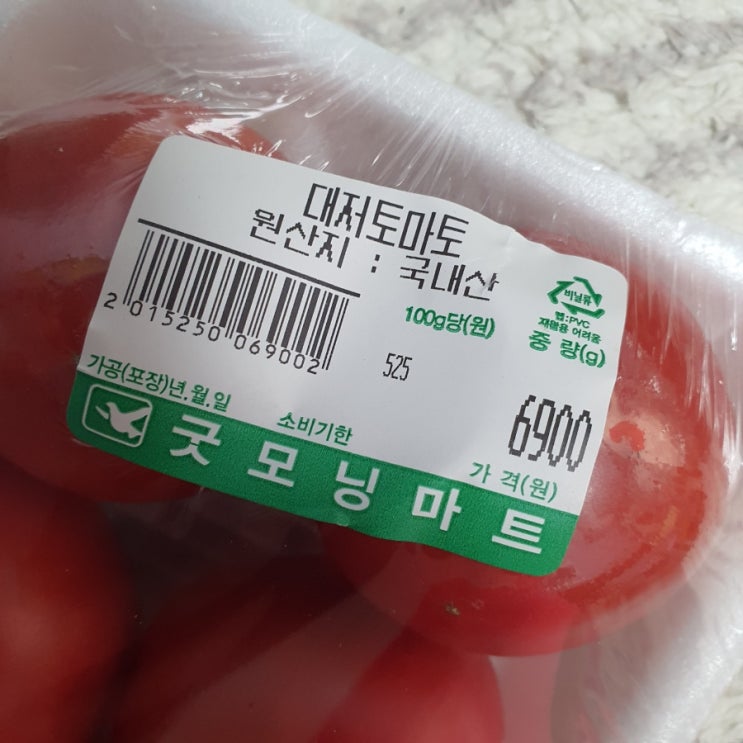 대저토마토
원산지 : 국내산
2 015250 069002
100g당(원)
525
비닐류
랩:PVC
재활용 어려움
중 량(g)
가공(포장)년.월.일
소비기한
6900
가 격(원)
굿모닝마트